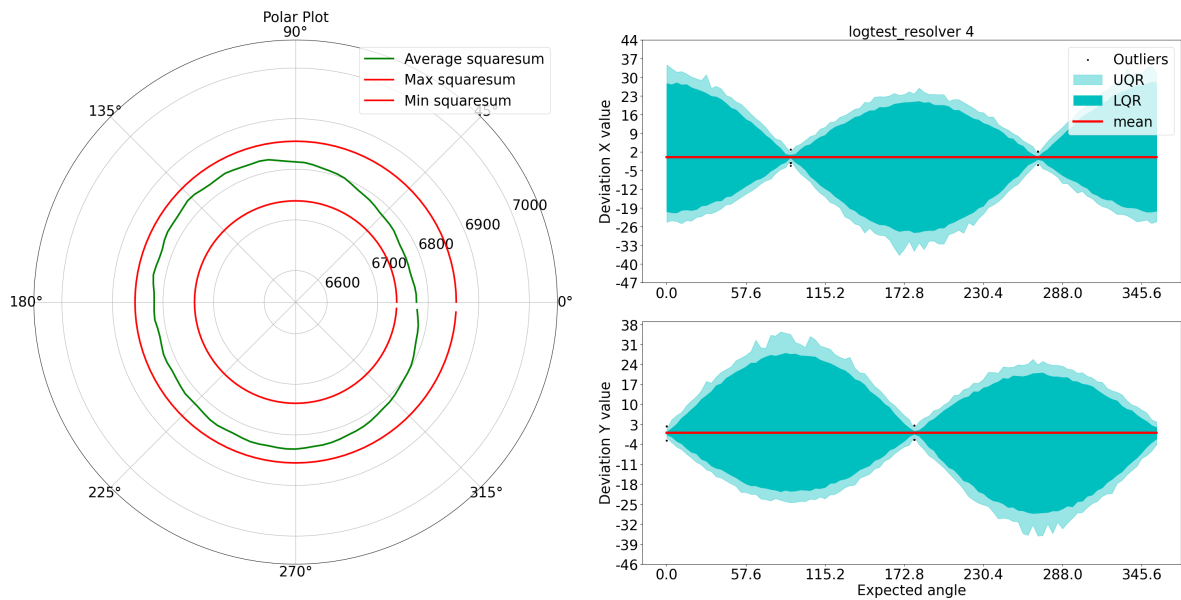 Polar Plot
90°
Average squaresum
Max squaresum
Min squaresum
45°
135°
7000
6900
6800
6700
6600
180°
0°
225°
315°
270°
logtest_resolver 4
44
37
30
23
16
9
2
-5
-12
-19
-26
-33
-40
-47
Deviation X value
Outliers
UQR
LQR
mean
0.0 57.6 115.2 172.8 230.4 288.0 345.6
38
31
24
17
10
3
-4
-11
-18
-25
-32
-39
-46
Deviation Y value
0.0 57.6 115.2 172.8 230.4 288.0 345.6
Expected angle